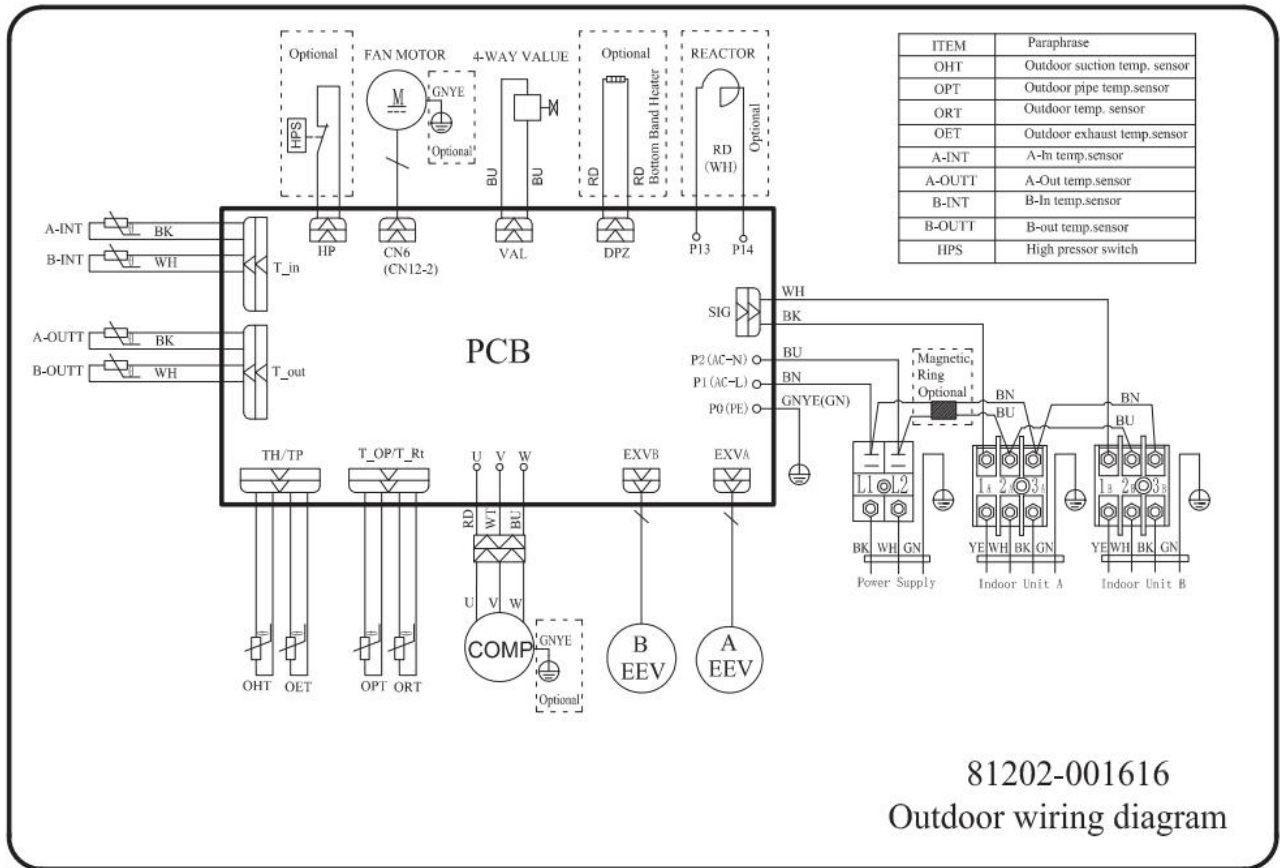 Optional
FAN MOTOR
4-WAY VALUE
Optional
REACTOR
HPS
M
GNYE
Optional
BU
BU
RD
RD
Bottom Band Heater
RD
(WH)
Optional
ITEM Paraphrase
OHT Outdoor suction temp. sensor
OPT Outdoor pipe temp.sensor
ORT Outdoor temp. sensor
OET Outdoor exhaust temp.sensor
A-INT A-In temp.sensor
A-OUTT A-Out temp.sensor
B-INT B-In temp.sensor
B-OUTT B-out temp.sensor
HPS High pressor switch
A-INT BK
B-INT WH
T_in
HP
CN6
(CN12-2)
VAL
DPZ
P13
P14
A-OUTT BK
B-OUTT WH
T_out
PCB
SIG
WH
BK
P2(AC-N)
BU
P1(AC-L)
BN
P0(PE)
GNYE(GN)
Magnetic
Ring
Optional
BN
BU
BN
BU
L1 L2
1A 2A 3A
1B 2B 3B
BK WH GN
Power Supply
YE WH BK GN
Indoor Unit A
YE WH BK GN
Indoor Unit B
TH/TP
T_OP/T_Rt
U V W
EXVB
EXVA
RD
WT
BU
U V W
COMP
GNYE
Optional
B
EEV
A
EEV
OHT
OET
OPT
ORT
81202-001616
Outdoor wiring diagram